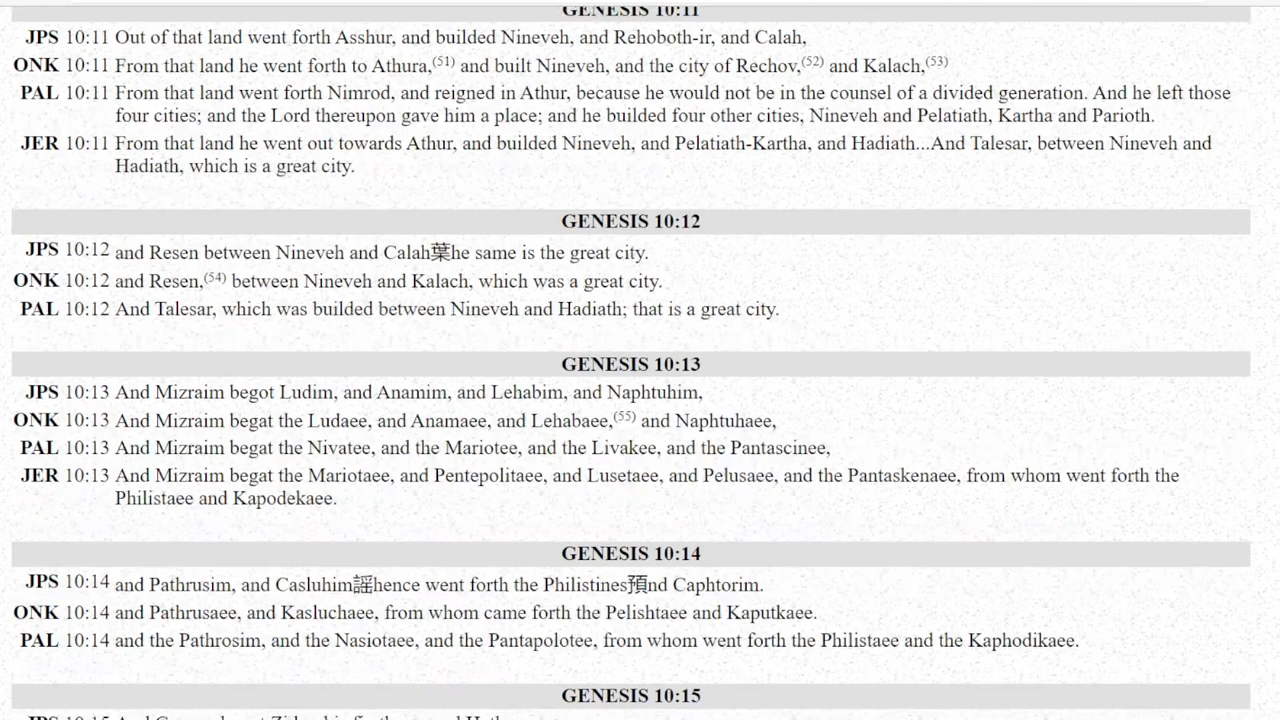 GENESIS 10:11
JPS 10:11 Out of that land went forth Asshur, and builded Nineveh, and Rehoboth-ir, and Calah,
ONK 10:11 From that land he went forth to Athura,(51) and built Nineveh, and the city of Rechov,(52) and Kalach,(53)
PAL 10:11 From that land went forth Nimrod, and reigned in Athur, because he would not be in the counsel of a divided generation. And he left those
four cities; and the Lord thereupon gave him a place; and he builded four other cities, Nineveh and Pelatiath, Kartha and Parioth.
JER 10:11 From that land he went out towards Athur, and builded Nineveh, and Pelatiath-Kartha, and Hadiath...And Talesar, between Nineveh and
Hadiath, which is a great city.
GENESIS 10:12
JPS 10:12 and Resen between Nineveh and Calah葉he same is the great city.
ONK 10:12 and Resen,(54) between Nineveh and Kalach, which was a great city.
PAL 10:12 And Talesar, which was builded between Nineveh and Hadiath; that is a great city.
GENESIS 10:13
JPS 10:13 And Mizraim begot Ludim, and Anamim, and Lehabim, and Naphtuhim,
ONK 10:13 And Mizraim begat the Ludaee, and Anamaee, and Lehabaee,(55) and Naphtuhaee,
PAL 10:13 And Mizraim begat the Nivatee, and the Mariotee, and the Livakee, and the Pantascinee,
JER 10:13 And Mizraim begat the Mariotaee, and Pentepolitaee, and Lusetaee, and Pelusaee, and the Pantaskenaee, from whom went forth the
Philistaee and Kapodekaee.
GENESIS 10:14
JPS 10:14 and Pathrusim, and Casluhim謡hence went forth the Philistines預nd Caphtorim.
ONK 10:14 and Pathrusaee, and Kasluchaee, from whom came forth the Pelishtaee and Kaputkaee.
PAL 10:14 and the Pathrosim, and the Nasiotaee, and the Pantapolotee, from whom went forth the Philistaee and the Kaphodikaee.
GENESIS 10:15